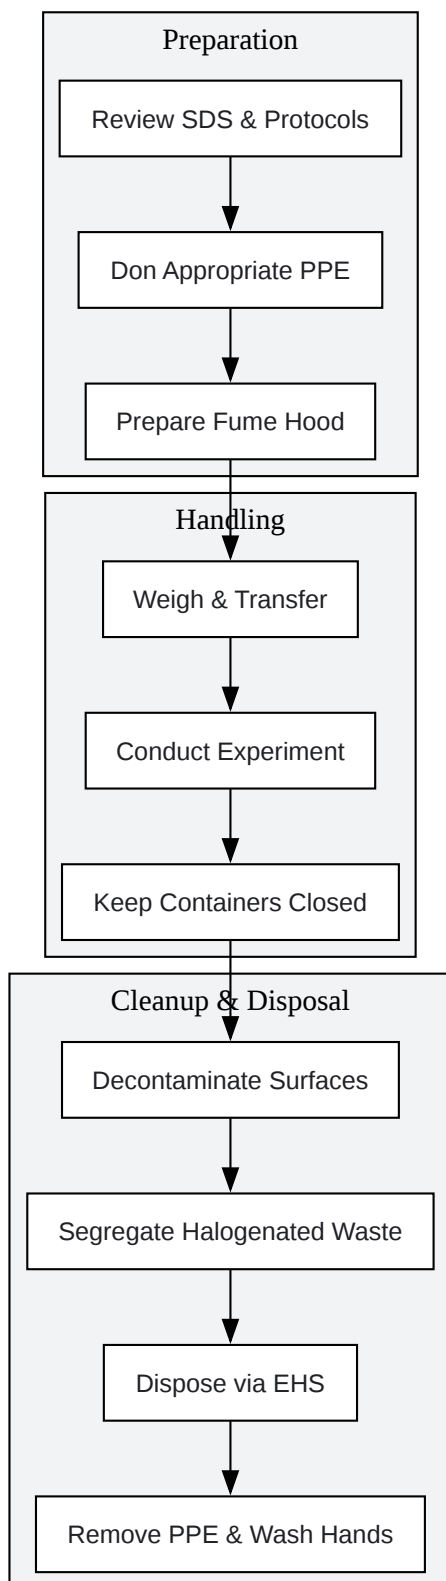 Preparation
Review SDS & Protocols
Don Appropriate PPE
Prepare Fume Hood
Handling
Weigh & Transfer
Conduct Experiment
Keep Containers Closed
Cleanup & Disposal
Decontaminate Surfaces
Segregate Halogenated Waste
Dispose via EHS
Remove PPE & Wash Hands